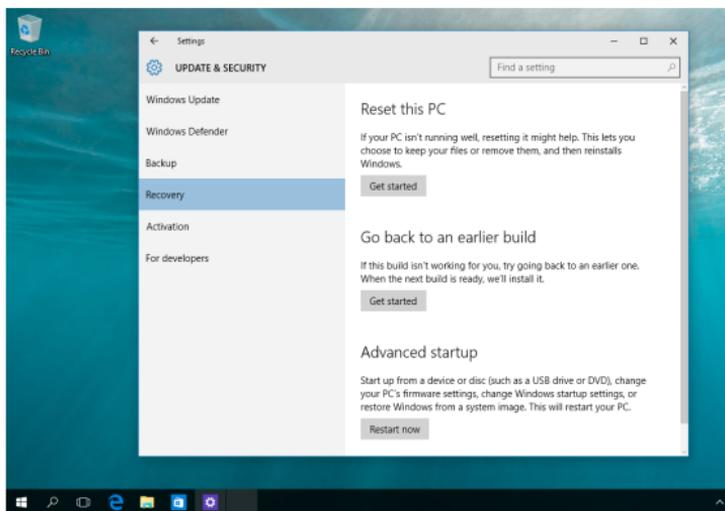 Recycle Bin
Settings
UPDATE & SECURITY
Find a setting
Windows Update
Windows Defender
Backup
Recovery
Activation
For developers
Reset this PC
If your PC isn't running well, resetting it might help. This lets you
choose to keep your files or remove them, and then reinstalls
Windows.
Get started
Go back to an earlier build
If this build isn't working for you, try going back to an earlier one.
When the next build is ready, we'll install it.
Get started
Advanced startup
Start up from a device or disc (such as a USB drive or DVD), change
your PC's firmware settings, change Windows startup settings, or
restore Windows from a system image. This will restart your PC.
Restart now